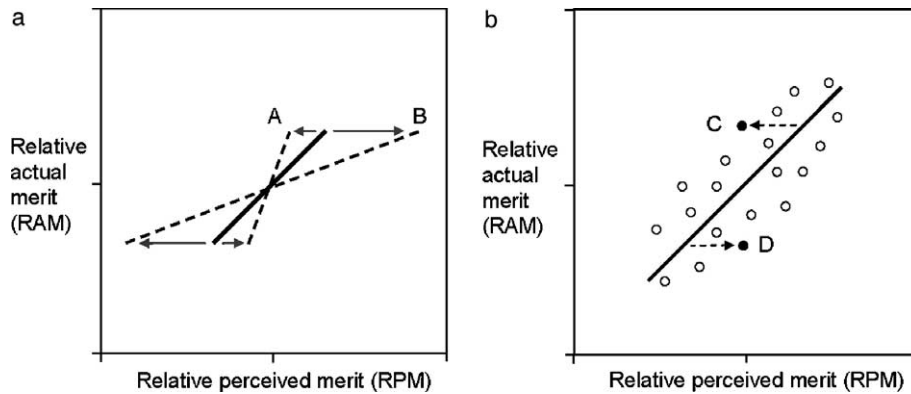 a
A
B
Relative
actual
merit
(RAM)
Relative perceived merit (RPM)
b
C
D
Relative
actual
merit
(RAM)
Relative perceived merit (RPM)